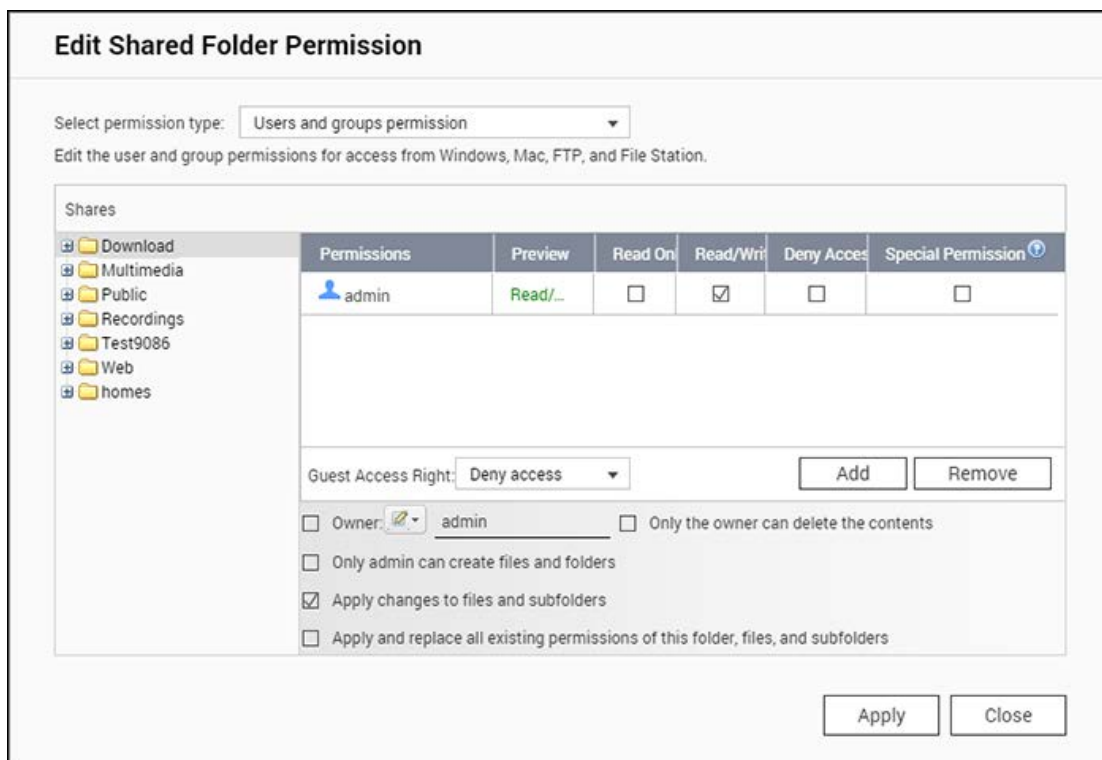 Edit Shared Folder Permission
Select permission type: Users and groups permission
Edit the user and group permissions for access from Windows, Mac, FTP, and File Station.
Shares
Download
Multimedia
Public
Recordings
Test9086
Web
homes
Permissions Preview Read On Read/Writ Deny Acces Special Permission ?
admin Read/...
Guest Access Right: Deny access Add Remove
Owner: admin Only the owner can delete the contents
Only admin can create files and folders
Apply changes to files and subfolders
Apply and replace all existing permissions of this folder, files, and subfolders
Apply Close